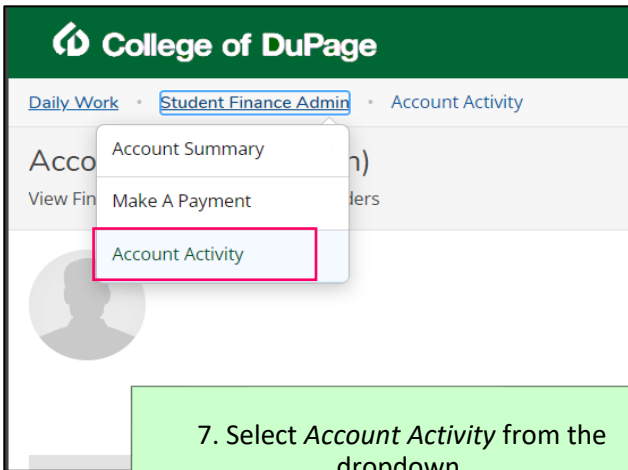 College of DuPage
Daily Work · Student Finance Admin · Account Activity
Acco n)
View Fin ders
Account Summary
Make A Payment
Account Activity
7. Select Account Activity from the
dropdown